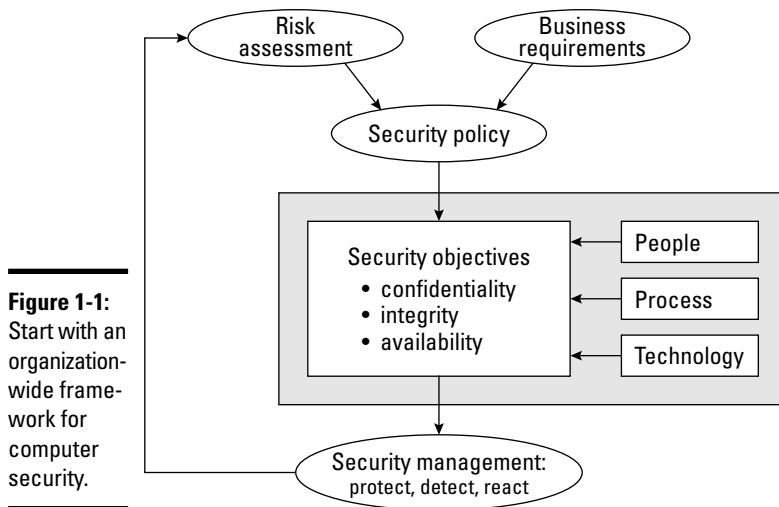 Risk
assessment
Business
requirements
Security policy
Security objectives
• confidentiality
• integrity
• availability
People
Process
Technology
Security management:
protect, detect, react
Figure 1-1:
Start with an
organization-
wide frame-
work for
computer
security.